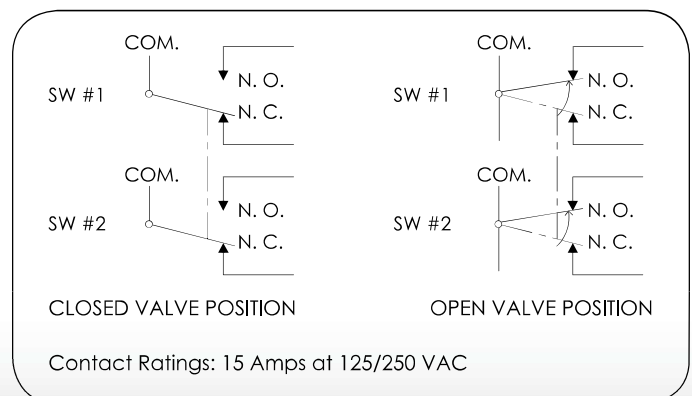 COM.
N. O.
SW #1
N. C.
COM.
N. O.
SW #2
N. C.
CLOSED VALVE POSITION
COM.
N. O.
SW #1
N. C.
COM.
N. O.
SW #2
N. C.
OPEN VALVE POSITION
Contact Ratings: 15 Amps at 125/250 VAC